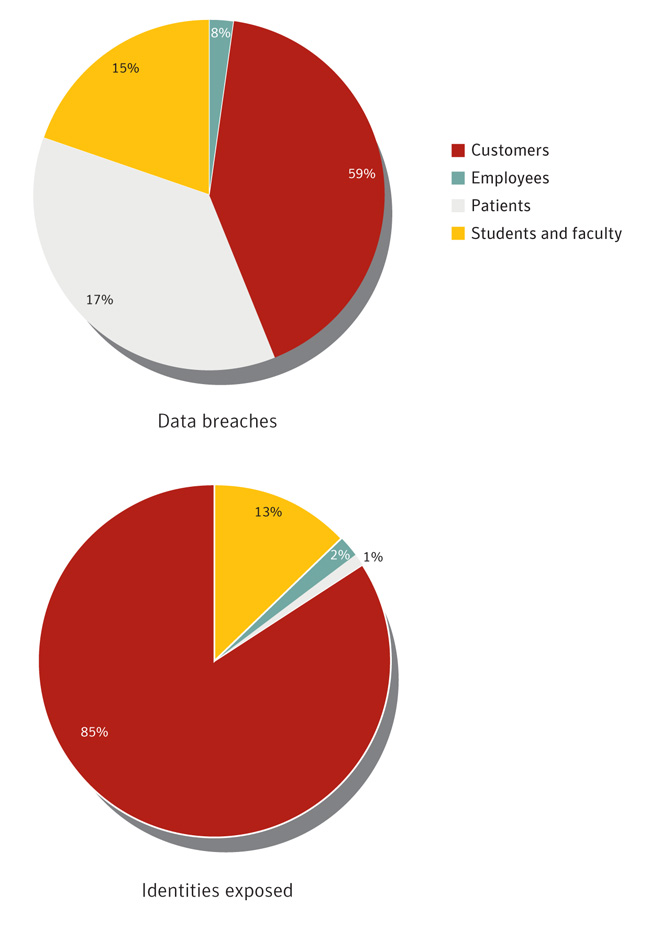 8%
15%
59%
17%
Customers
Employees
Patients
Students and faculty
Data breaches
13%
2%
1%
85%
Identities exposed